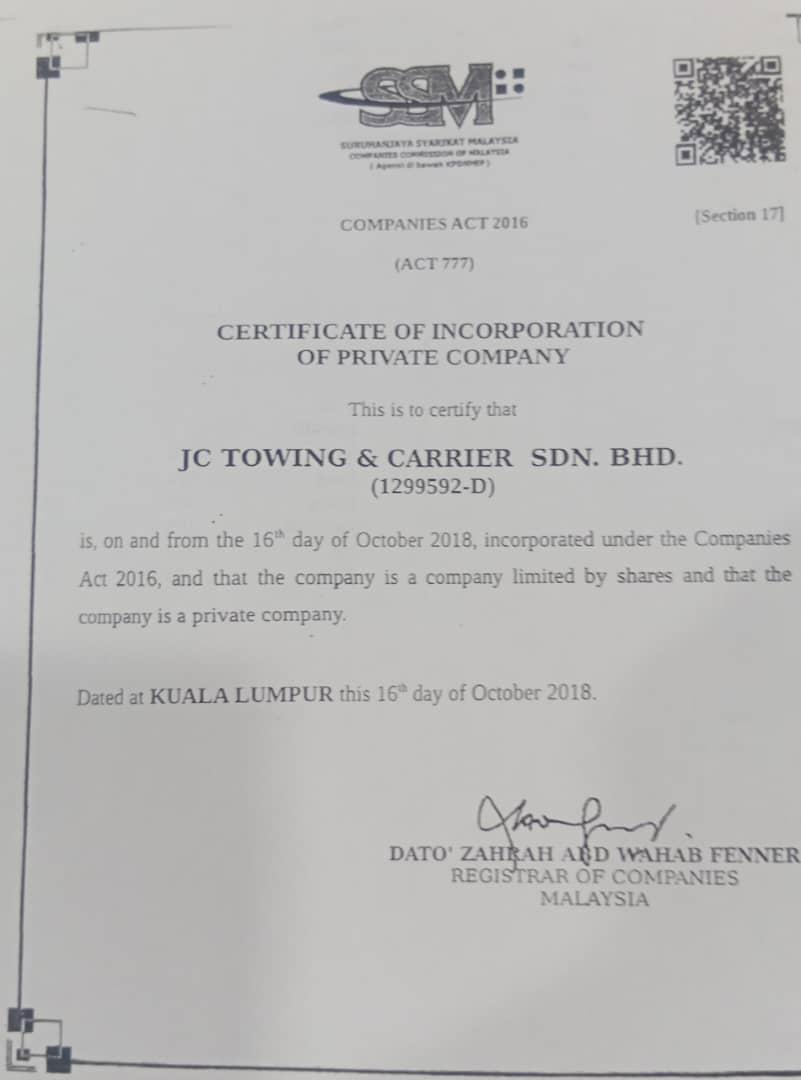 SSM
SURUHANJAYA SYARIKAT MALAYSIA
COMPANIES COMMISSION OF MALAYSIA
( Agensi di bawah KPDNHEP )
[Section 17]
COMPANIES ACT 2016
(ACT 777)
CERTIFICATE OF INCORPORATION
OF PRIVATE COMPANY
This is to certify that
JC TOWING & CARRIER SDN. BHD.
(1299592-D)
is, on and from the 16th day of October 2018, incorporated under the Companies
Act 2016, and that the company is a company limited by shares and that the
company is a private company.
Dated at KUALA LUMPUR this 16th day of October 2018.
DATO' ZAHRAH ABD WAHAB FENNER
REGISTRAR OF COMPANIES
MALAYSIA